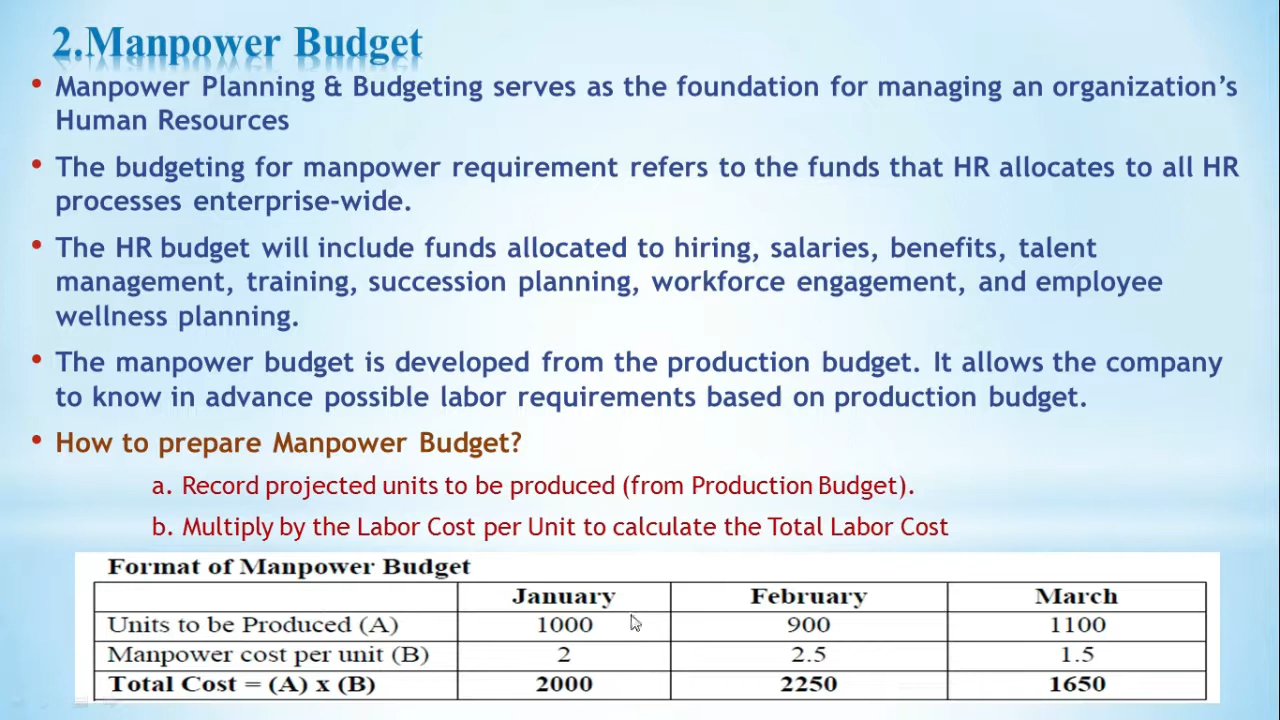 2.Manpower Budget
• Manpower Planning & Budgeting serves as the foundation for managing an organization's
Human Resources
• The budgeting for manpower requirement refers to the funds that HR allocates to all HR
processes enterprise-wide.
• The HR budget will include funds allocated to hiring, salaries, benefits, talent
management, training, succession planning, workforce engagement, and employee
wellness planning.
• The manpower budget is developed from the production budget. It allows the company
to know in advance possible labor requirements based on production budget.
• How to prepare Manpower Budget?
a. Record projected units to be produced (from Production Budget).
b. Multiply by the Labor Cost per Unit to calculate the Total Labor Cost
Format of Manpower Budget
January February March
Units to be Produced (A) 1000 900 1100
Manpower cost per unit (B) 2 2.5 1.5
Total Cost = (A) x (B) 2000 2250 1650